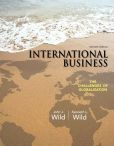 INTERNATIONAL
BUSINESS
THE
CHALLENGES OF
GLOBALIZATION
Wild
Wild